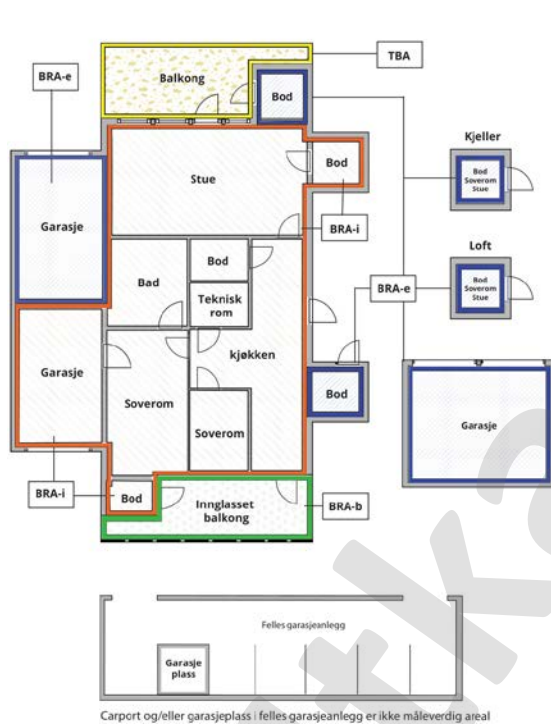 TBA
BRA-e
Balkong
Bod
Kjeller
Bod
Soverom
Stue
Stue
Bod
Garasje
BRA-i
Loft
Bod
Bod
Soverom
Stue
Bad
Teknisk
rom
BRA-e
kjøkken
Garasje
Soverom
Bod
Garasje
Soverom
BRA-i
Bod
Innglasset
balkong
BRA-b
Felles garasjeanlegg
Garasje
plass
Carport og/eller garasjeplass i felles garasjeanlegg er ikke måleverdig areal